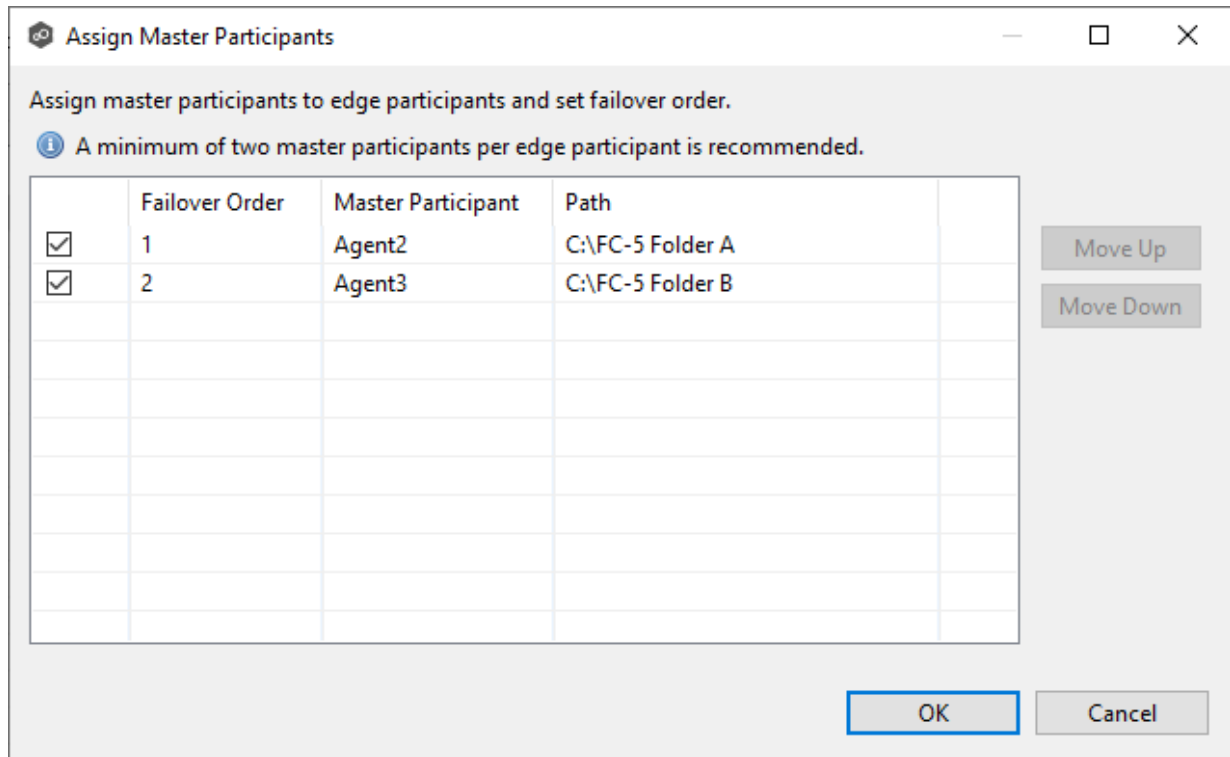 Assign Master Participants
Assign master participants to edge participants and set failover order.
A minimum of two master participants per edge participant is recommended.
Failover Order Master Participant Path
1 Agent2 C:\FC-5 Folder A
2 Agent3 C:\FC-5 Folder B
Move Up
Move Down
OK Cancel